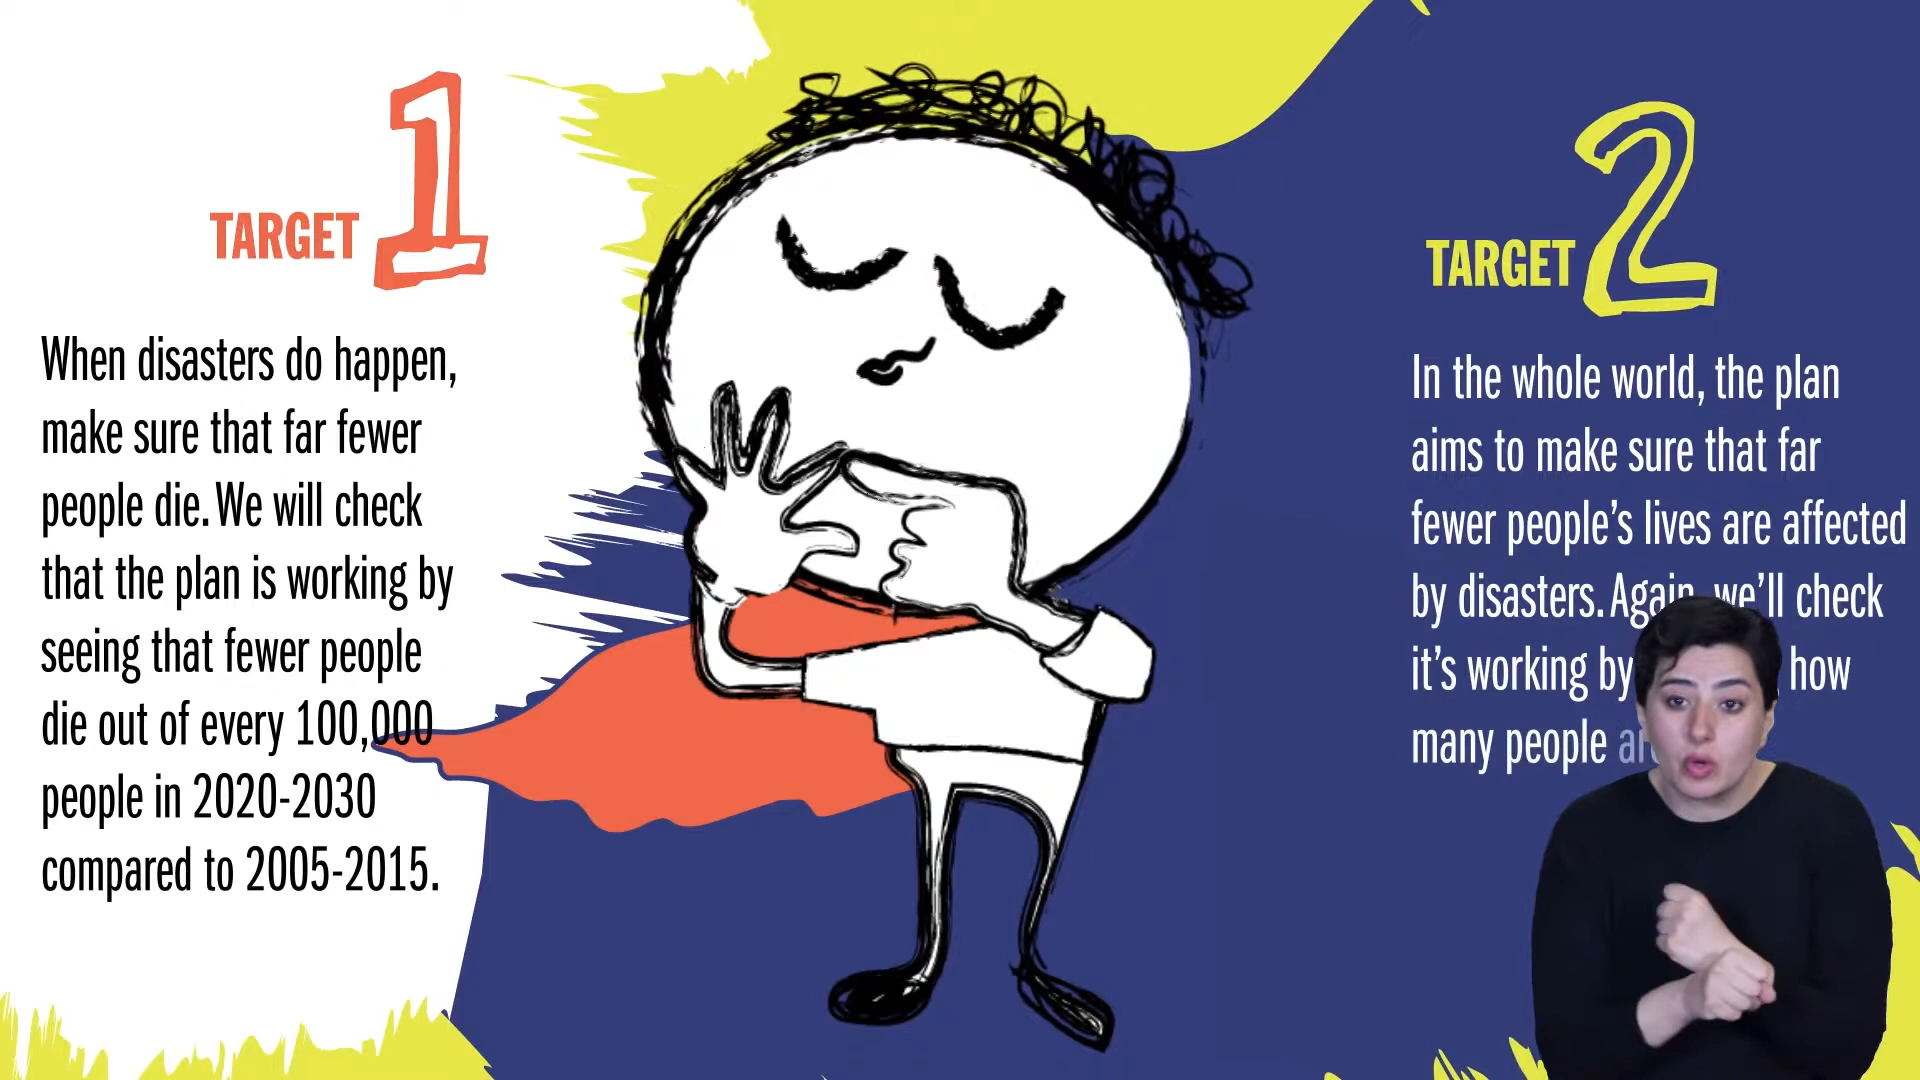 TARGET 1
When disasters do happen,
make sure that far fewer
people die. We will check
that the plan is working by
seeing that fewer people
die out of every 100,000
people in 2020-2030
compared to 2005-2015.
TARGET 2
In the whole world, the plan
aims to make sure that far
fewer people’s lives are affected
by disasters. Again, we’ll check
it’s working by how
many people